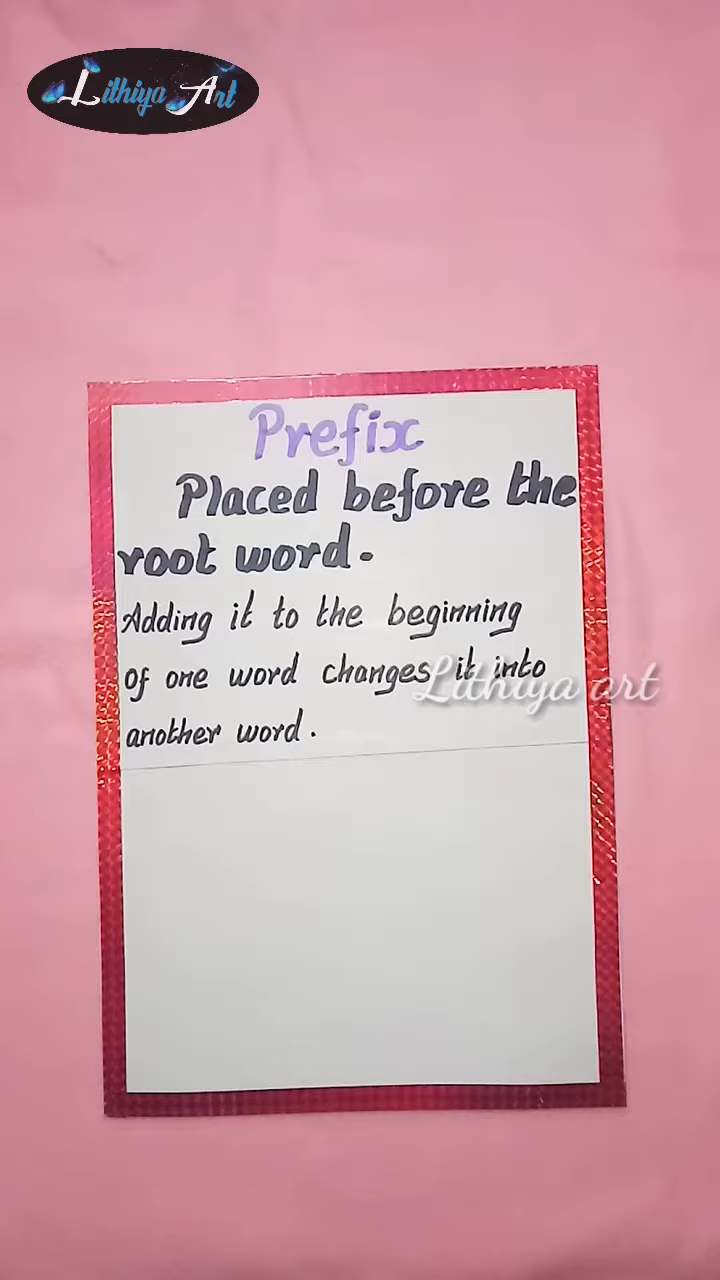 Lithiya Art
Prefix
Placed before the
root word.
Adding it to the beginning
of one word changes it into
another word.
Lithiya art